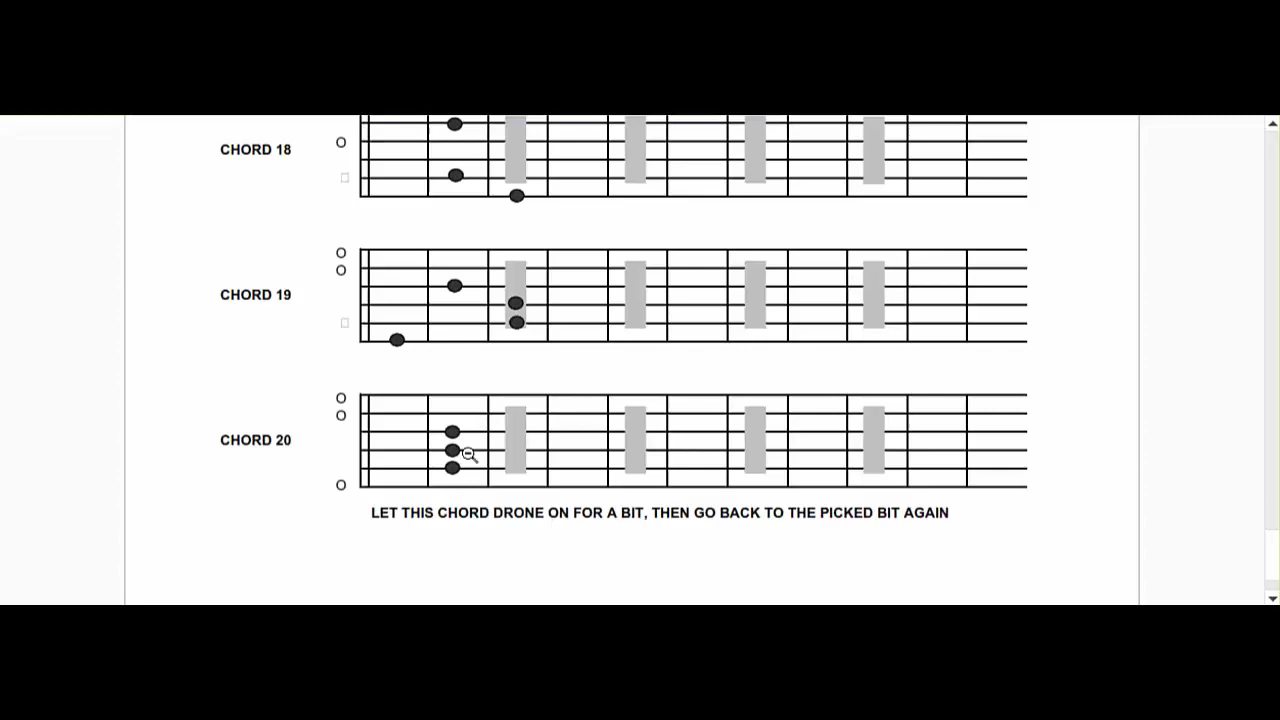 CHORD 18
O
O
O
CHORD 19
O
O
CHORD 20
O
LET THIS CHORD DRONE ON FOR A BIT, THEN GO BACK TO THE PICKED BIT AGAIN